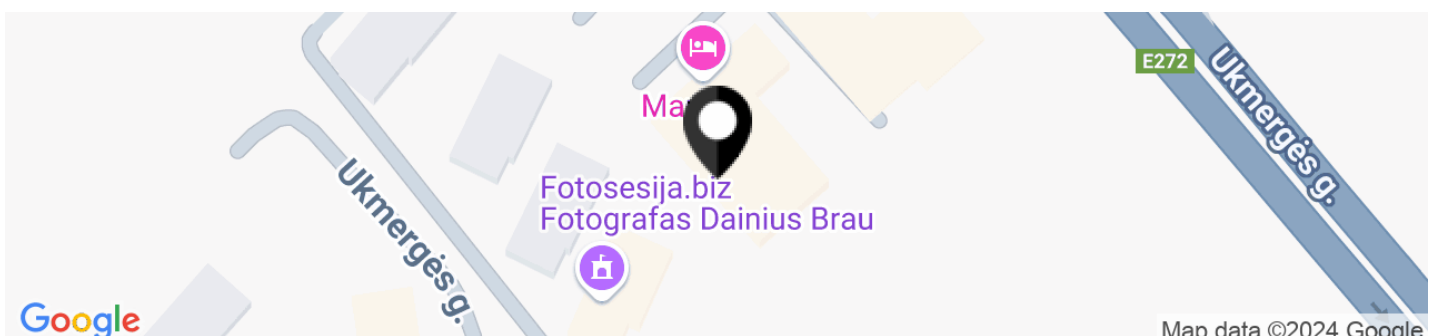 E272
Ukmergės g.
Ma
Fotosesija.biz
Fotografas Dainius Brau
Ukmergės g.
Google
Map data ©2024 Google